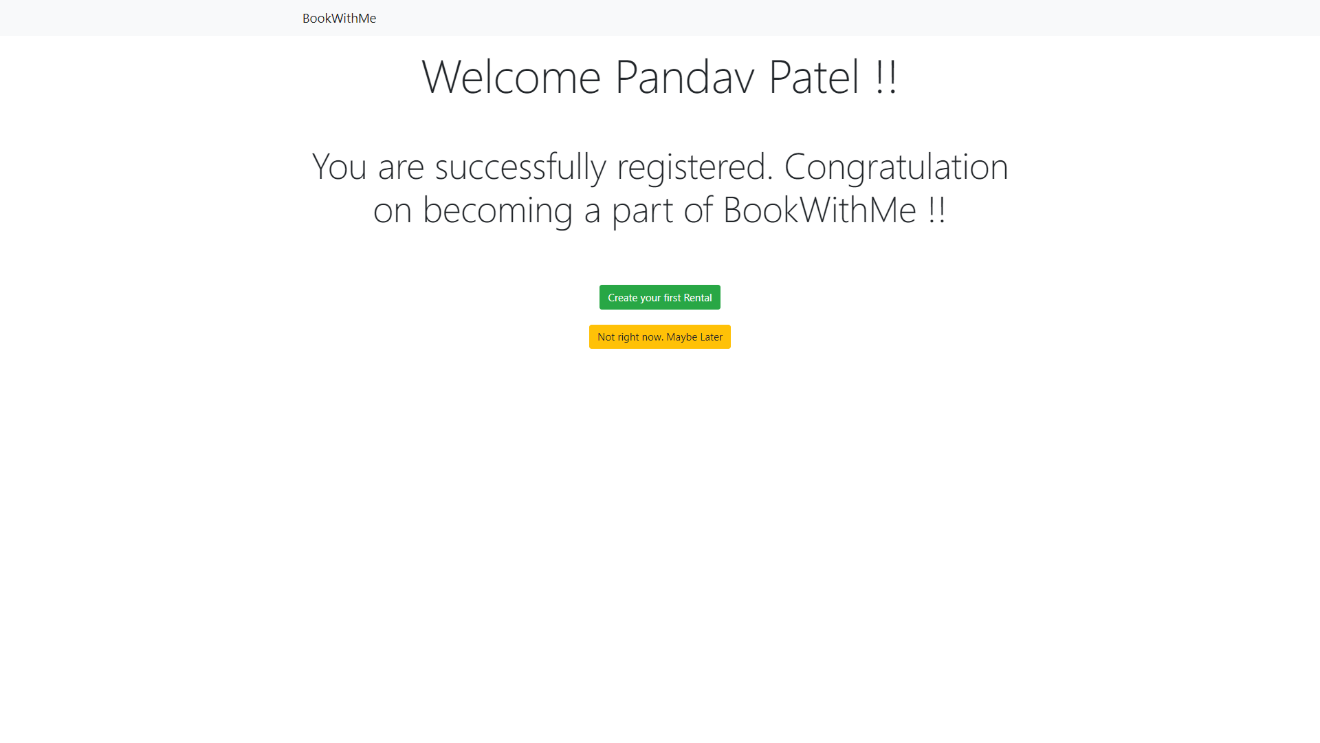 BookWithMe
Welcome Pandav Patel !!
You are successfully registered. Congratulation
on becoming a part of BookWithMe !!
Create your first Rental
Not right now. Maybe Later